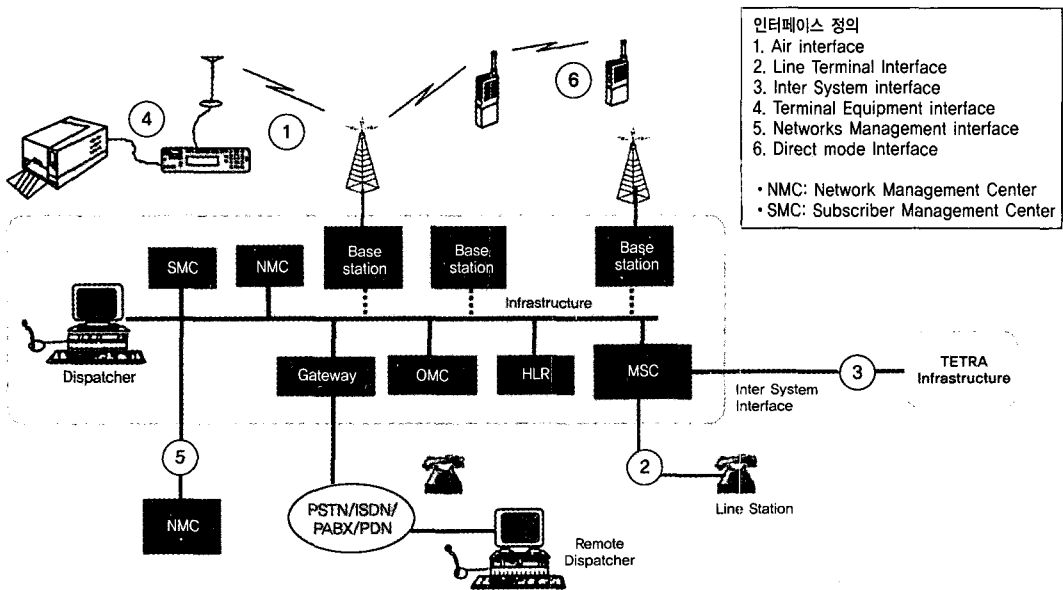 인터페이스 정의
1. Air interface
2. Line Terminal Interface
3. Inter System interface
4. Terminal Equipment interface
5. Networks Management interface
6. Direct mode Interface
• NMC: Network Management Center
• SMC: Subscriber Management Center
4
1
6
SMC
NMC
Base
station
Base
station
Base
station
Infrastructure
Dispatcher
Gateway
OMC
HLR
MSC
Inter System
Interface
3
TETRA
Infrastructure
5
2
Line Station
NMC
PSTN/ISDN/
PABX/PDN
Remote
Dispatcher